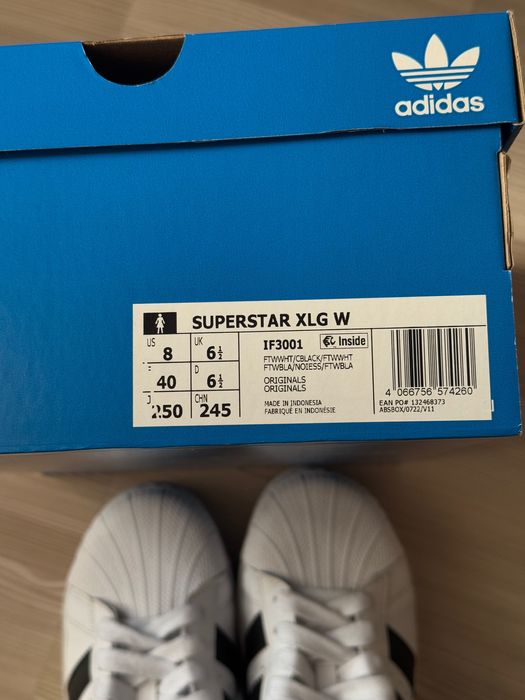 adidas
SUPERSTAR XLG W
US 8 UK 6½
F 40 D 6½
J 250 CHN 245
IF3001 Inside
FTWWHT/CBLACK/FTWWHT
FTWBLA/NOIESS/FTWBLA
ORIGINALS
ORIGINALS
MADE IN INDONESIA
FABRIQUÉ EN INDONÉSIE
4 066756 574260
EAN PO# 132468373
ABSBOX/0722/V11